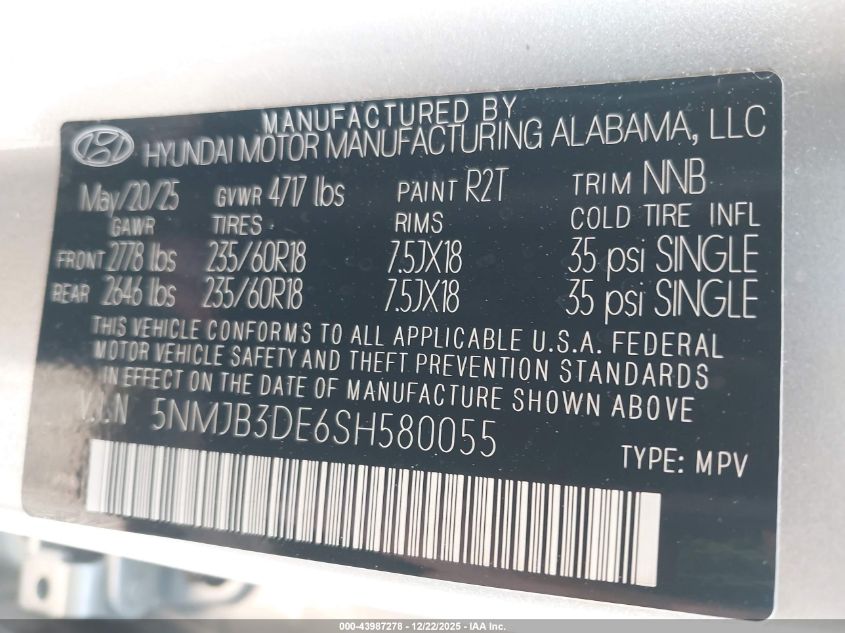 MANUFACTURED BY
HYUNDAI MOTOR MANUFACTURING ALABAMA, LLC
May/20/25 GVWR 4717 lbs PAINT R2T TRIM NNB
GAWR TIRES RIMS COLD TIRE INFL
FRONT 2778 lbs 235/60R18 7.5JX18 35 psi SINGLE
REAR 2646 lbs 235/60R18 7.5JX18 35 psi SINGLE
THIS VEHICLE CONFORMS TO ALL APPLICABLE U.S.A. FEDERAL
MOTOR VEHICLE SAFETY AND THEFT PREVENTION STANDARDS
IN EFFECT ON THE DATE OF MANUFACTURE SHOWN ABOVE
V.I.N 5NMJB3DE6SH580055
TYPE: MPV
000-43987278 - 12/22/2025 - IAA Inc.